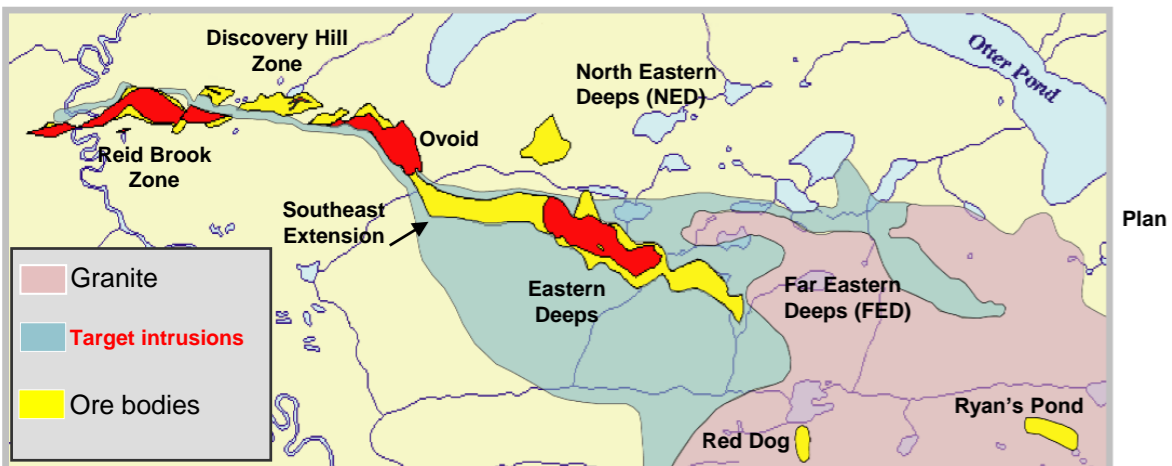 Discovery Hill
Zone
North Eastern
Deeps (NED)
Otter Pond
Ovoid
Reid Brook
Zone
Southeast
Extension
Plan
Granite
Target intrusions
Ore bodies
Eastern
Deeps
Far Eastern
Deeps (FED)
Ryan's Pond
Red Dog